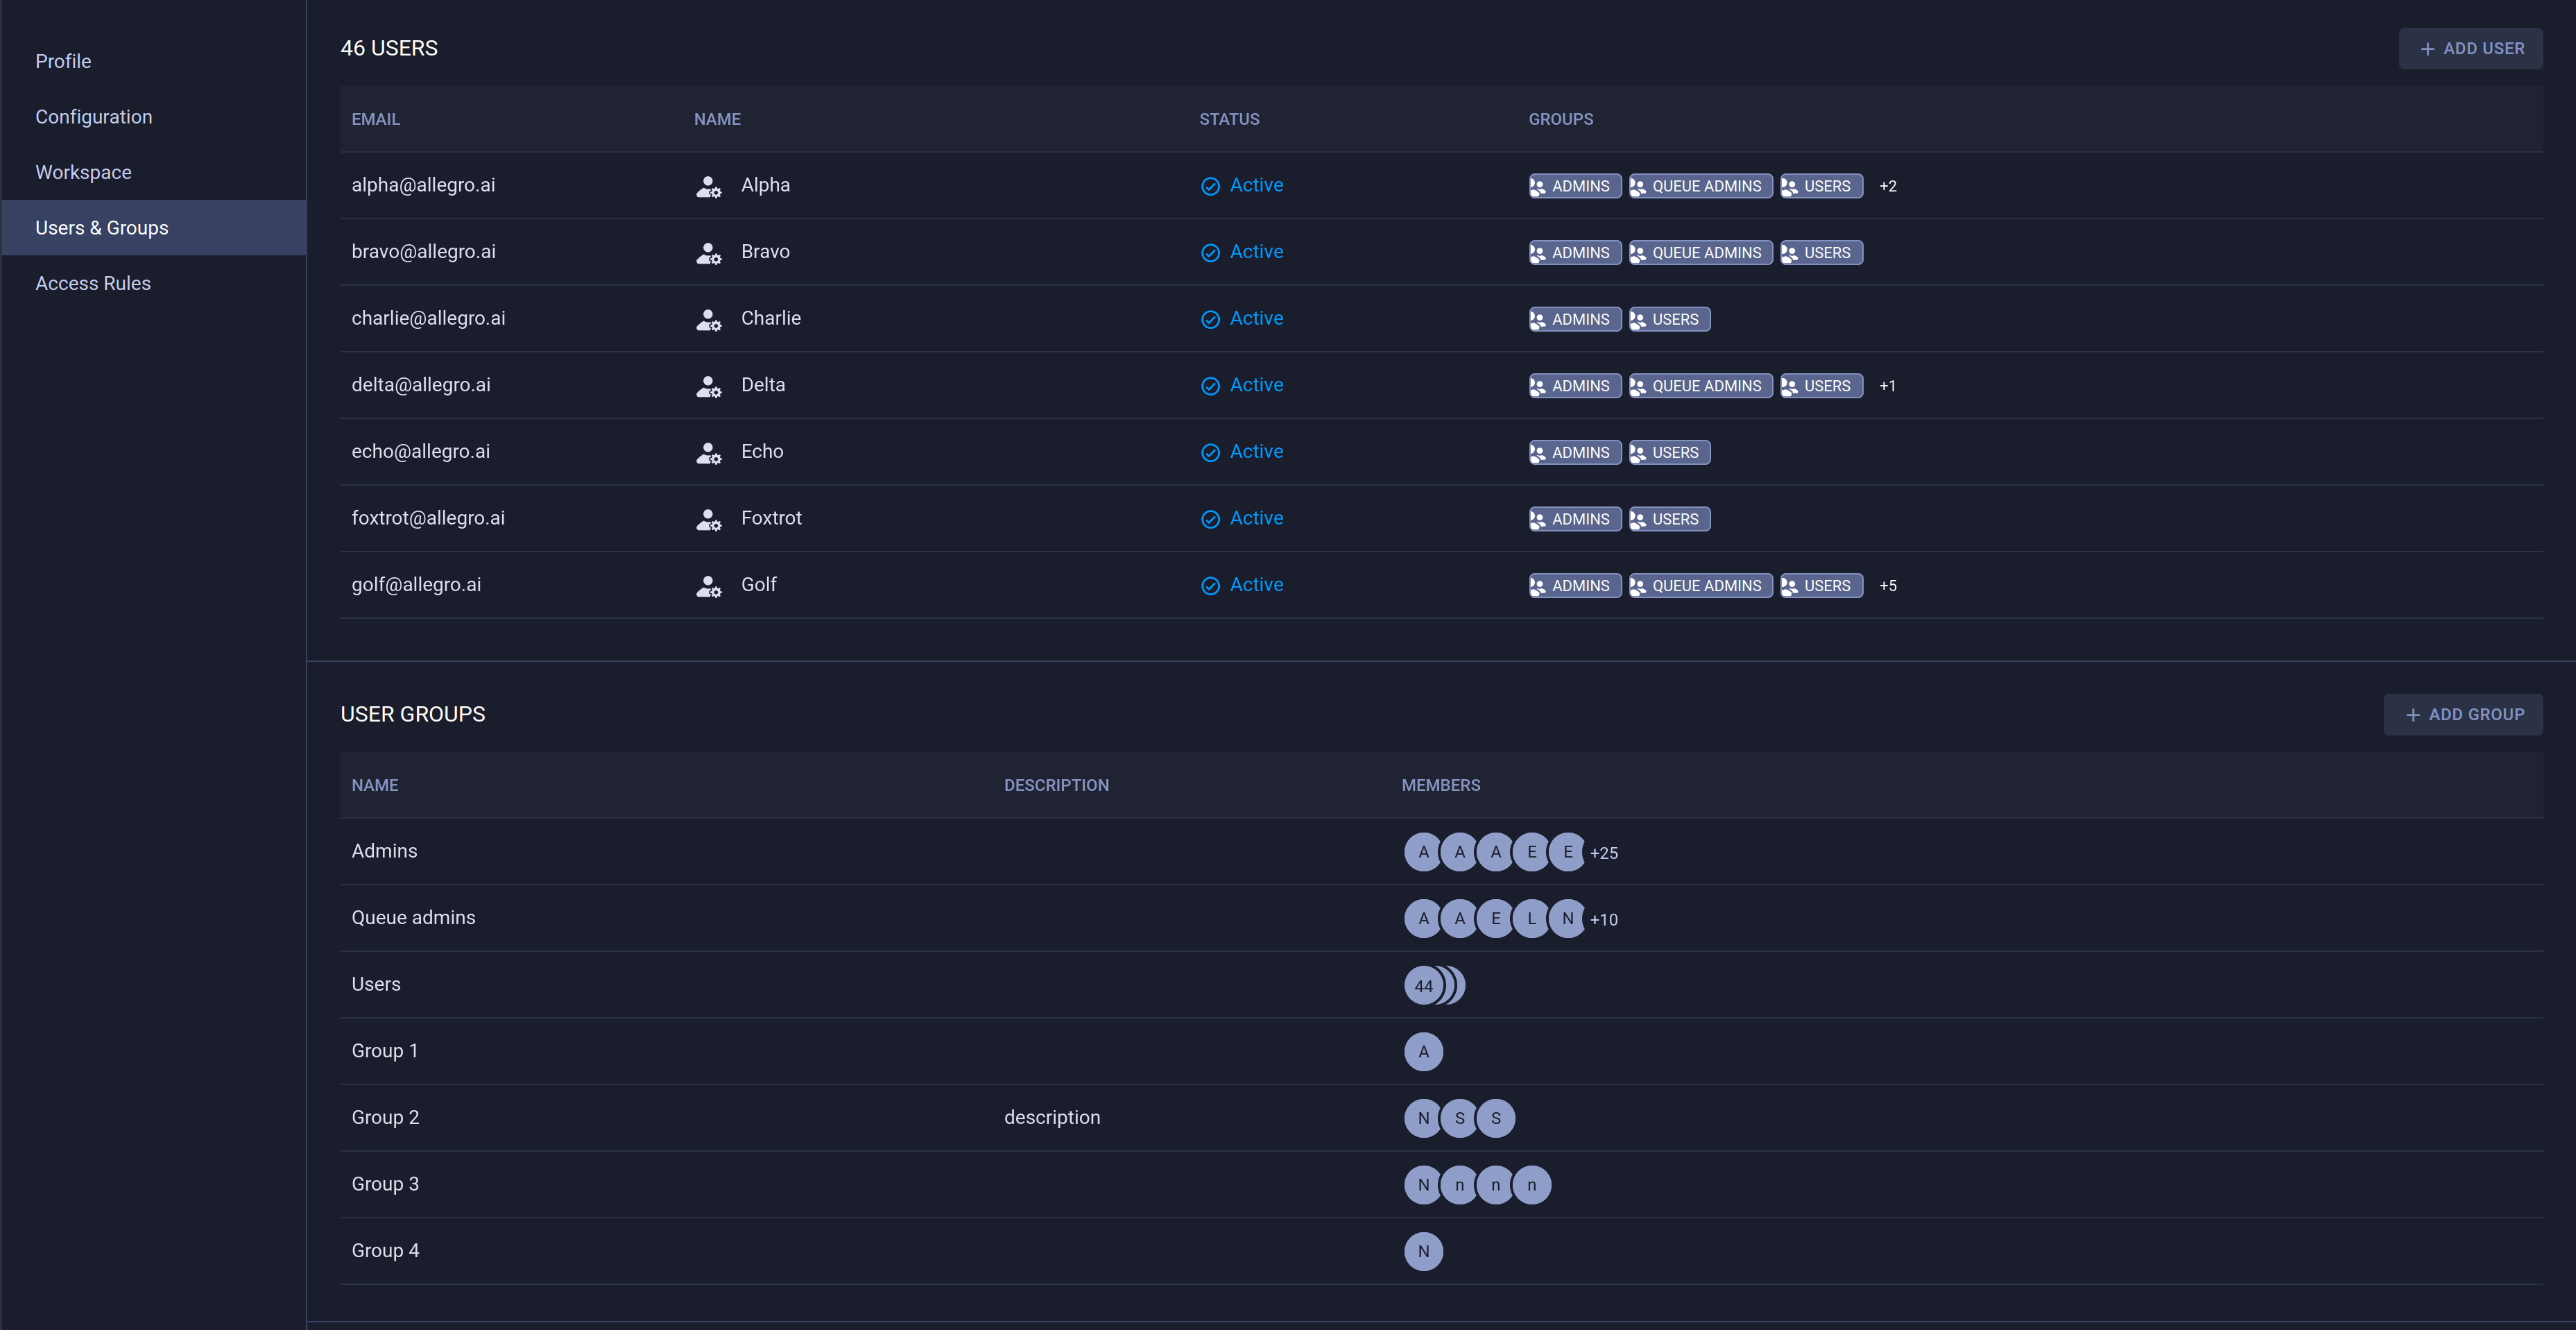 Profile
Configuration
Workspace
Users & Groups
Access Rules
46 USERS
+ ADD USER
EMAIL NAME STATUS GROUPS
alpha@allegro.ai Alpha Active ADMINS QUEUE ADMINS USERS +2
bravo@allegro.ai Bravo Active ADMINS QUEUE ADMINS USERS
charlie@allegro.ai Charlie Active ADMINS USERS
delta@allegro.ai Delta Active ADMINS QUEUE ADMINS USERS +1
echo@allegro.ai Echo Active ADMINS USERS
foxtrot@allegro.ai Foxtrot Active ADMINS USERS
golf@allegro.ai Golf Active ADMINS QUEUE ADMINS USERS +5
USER GROUPS
+ ADD GROUP
NAME DESCRIPTION MEMBERS
Admins A A A E E +25
Queue admins A A E L N +10
Users 44
Group 1 A
Group 2 description N S S
Group 3 N n n n
Group 4 N